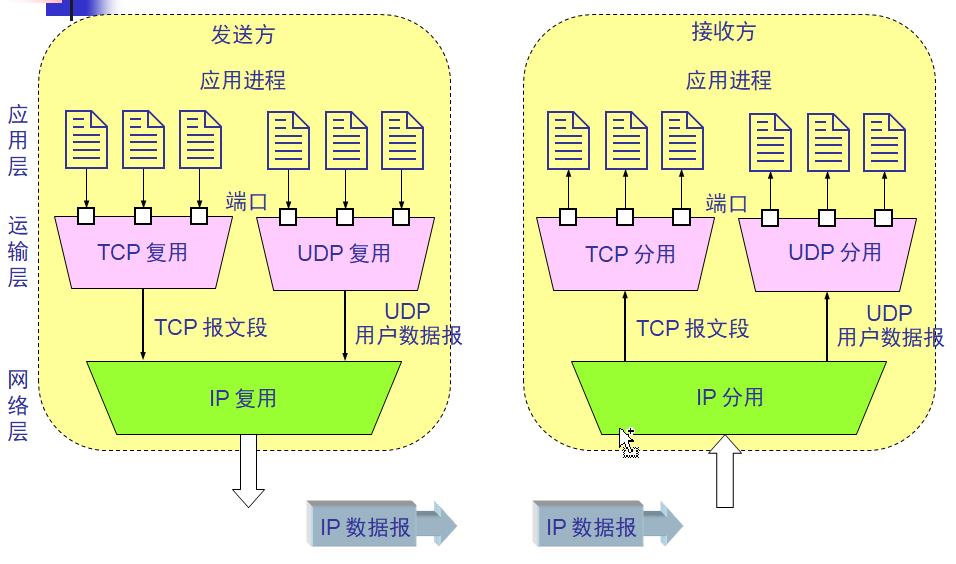 发送方
应用进程
应用层
端口
运输层
TCP 复用
UDP 复用
TCP 报文段
UDP
用户数据报
网络层
IP 复用
IP 数据报
接收方
应用进程
端口
TCP 分用
UDP 分用
TCP 报文段
UDP
用户数据报
IP 分用
IP 数据报